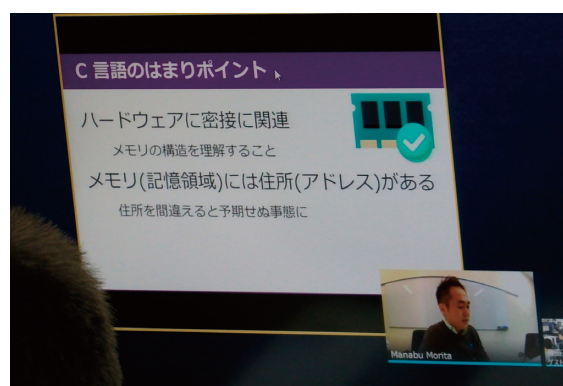 C 言語のはまりポイント
ハードウェアに密接に関連
メモリの構造を理解すること
メモリ(記憶領域)には住所(アドレス)がある
住所を間違えると予期せぬ事態に
Manabu Morita
ゲスト